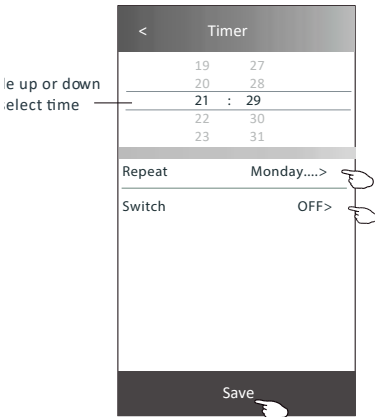 < Timer
19 27
20 28
up or down
21 : 29
time
22 30
23 31
Repeat Monday....>
Switch OFF>
Save